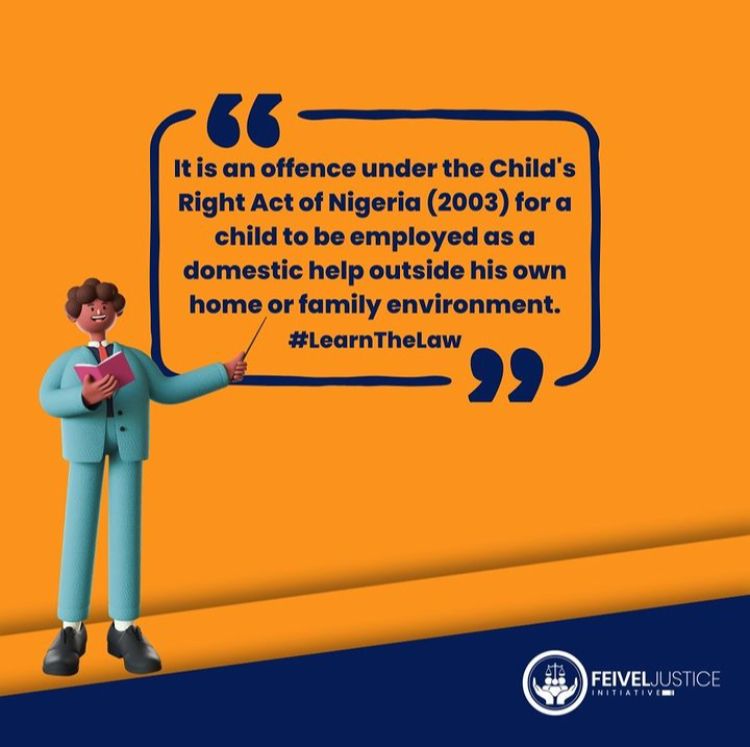 It is an offence under the Child's
Right Act of Nigeria (2003) for a
child to be employed as a
domestic help outside his own
home or family environment.
#LearnTheLaw
FEIVELJUSTICE
INITIATIVE